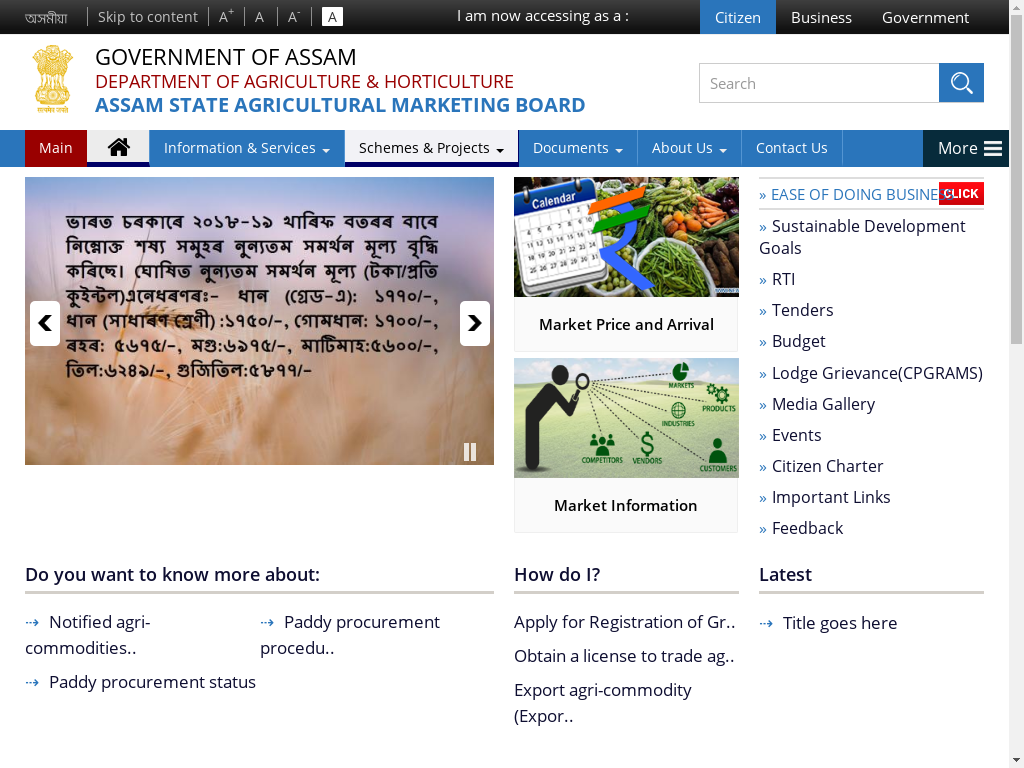 অসমীয়া
Skip to content
A+
A
A-
A
I am now accessing as a :
Citizen
Business
Government
GOVERNMENT OF ASSAM
DEPARTMENT OF AGRICULTURE & HORTICULTURE
ASSAM STATE AGRICULTURAL MARKETING BOARD
Search
Main
Information & Services
Schemes & Projects
Documents
About Us
Contact Us
More
ভাৰত চৰকাৰে ২০১৮-১৯ খাৰিফ বতৰৰ বাবে
নিম্নোক্ত শষ্য সমুহৰ নুন্যতম সমৰ্থন মূল্য বৃদ্ধি
কৰিছে। ঘোষিত নুন্যতম সমৰ্থন মূল্য (টকা/প্ৰতি
কুইন্টল)এনেধৰণৰঃ- ধান (গ্ৰেড-এ): ১৭৭০/-,
ধান (সাধাৰণ শ্ৰেণী) :১৭৫০/-, গোমধান: ১৭০০/-,
ৰহৰ: ৫৬৭৫/-, মগু:৬৯৭৫/-, মাটিমাহ:৫৬০০/-,
তিল:৬২৪৯/-, গুজিতিল:৫৮৭৭/-
Calendar
Market Price and Arrival
MARKETS
PRODUCTS
INDUSTRIES
COMPETITORS
VENDORS
CUSTOMERS
Market Information
» EASE OF DOING BUSINESS
CLICK
» Sustainable Development
Goals
» RTI
» Tenders
» Budget
» Lodge Grievance(CPGRAMS)
» Media Gallery
» Events
» Citizen Charter
» Important Links
» Feedback
Do you want to know more about:
Notified agri-
commodities..
Paddy procurement
procedu..
Paddy procurement status
How do I?
Apply for Registration of Gr..
Obtain a license to trade ag..
Export agri-commodity
(Expor..
Latest
Title goes here